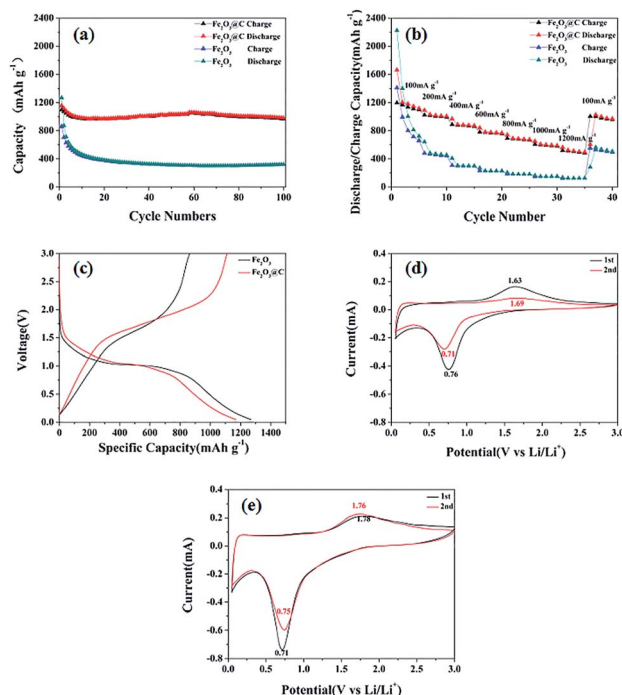 (a)
Fe₂O₃@C Charge
Fe₂O₃@C Discharge
Fe₂O₃ Charge
Fe₂O₃ Discharge
2400
2000
1600
1200
800
400
0
Capacity (mAh g⁻¹)
0 20 40 60 80 100
Cycle Numbers
(b)
Fe₂O₃@C Charge
Fe₂O₃@C Discharge
Fe₂O₃ Charge
Fe₂O₃ Discharge
2400
2000
1600
1200
800
400
0
Discharge/Charge Capacity(mAh g⁻¹)
100mA g⁻¹
200mA g⁻¹
400mA g⁻¹
600mA g⁻¹
800mA g⁻¹
1000mA g⁻¹
1200mA g⁻¹
100mA g⁻¹
0 10 20 30 40
Cycle Number
(c)
Fe₂O₃
Fe₂O₃@C
3.0
2.5
2.0
1.5
1.0
0.5
0.0
Voltage(V)
0 200 400 600 800 1000 1200 1400
Specific Capacity(mAh g⁻¹)
(d)
1st
2nd
0.4
0.2
0.0
-0.2
-0.4
-0.6
-0.8
Current(mA)
1.63
1.69
0.71
0.76
0.0 0.5 1.0 1.5 2.0 2.5 3.0
Potential(V vs Li/Li⁺)
(e)
1st
2nd
0.4
0.2
0.0
-0.2
-0.4
-0.6
-0.8
Current(mA)
1.76
1.78
0.75
0.71
0.0 0.5 1.0 1.5 2.0 2.5 3.0
Potential(V vs Li/Li⁺)